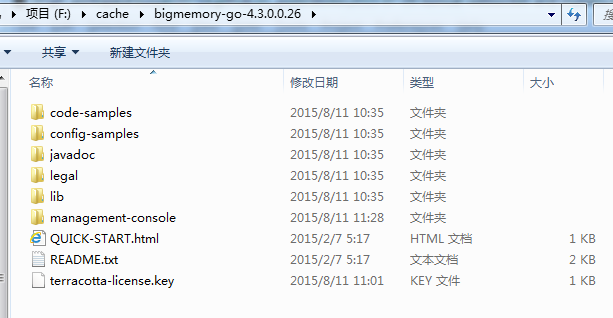 项目 (F:) ▸ cache ▸ bigmemory-go-4.3.0.0.26 ▸
共享 新建文件夹
名称 修改日期 类型 大小
code-samples 2015/8/11 10:35 文件夹
config-samples 2015/8/11 10:35 文件夹
javadoc 2015/8/11 10:35 文件夹
legal 2015/8/11 10:35 文件夹
lib 2015/8/11 10:35 文件夹
management-console 2015/8/11 11:28 文件夹
QUICK-START.html 2015/2/7 5:17 HTML 文档 1 KB
README.txt 2015/2/7 5:17 文本文档 2 KB
terracotta-license.key 2015/8/11 11:01 KEY 文件 1 KB